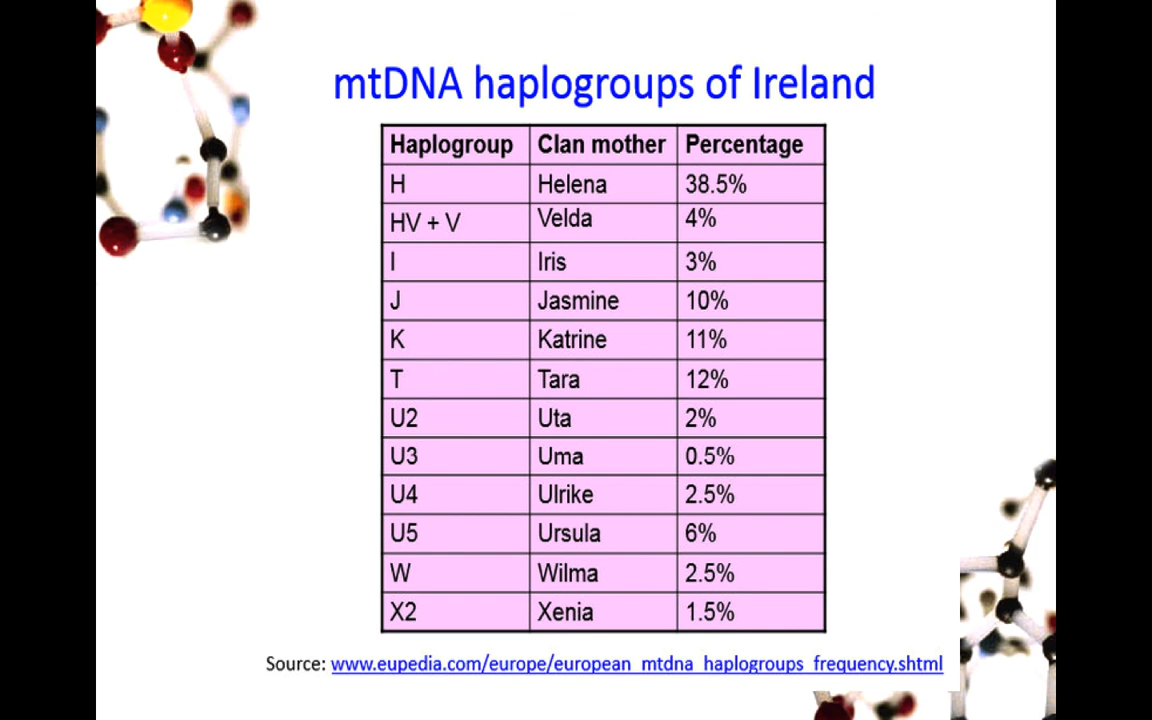 mtDNA haplogroups of Ireland
Haplogroup Clan mother Percentage
H Helena 38.5%
HV + V Velda 4%
I Iris 3%
J Jasmine 10%
K Katrine 11%
T Tara 12%
U2 Uta 2%
U3 Uma 0.5%
U4 Ulrike 2.5%
U5 Ursula 6%
W Wilma 2.5%
X2 Xenia 1.5%
Source: www.eupedia.com/europe/european_mtdna_haplogroups_frequency.shtml